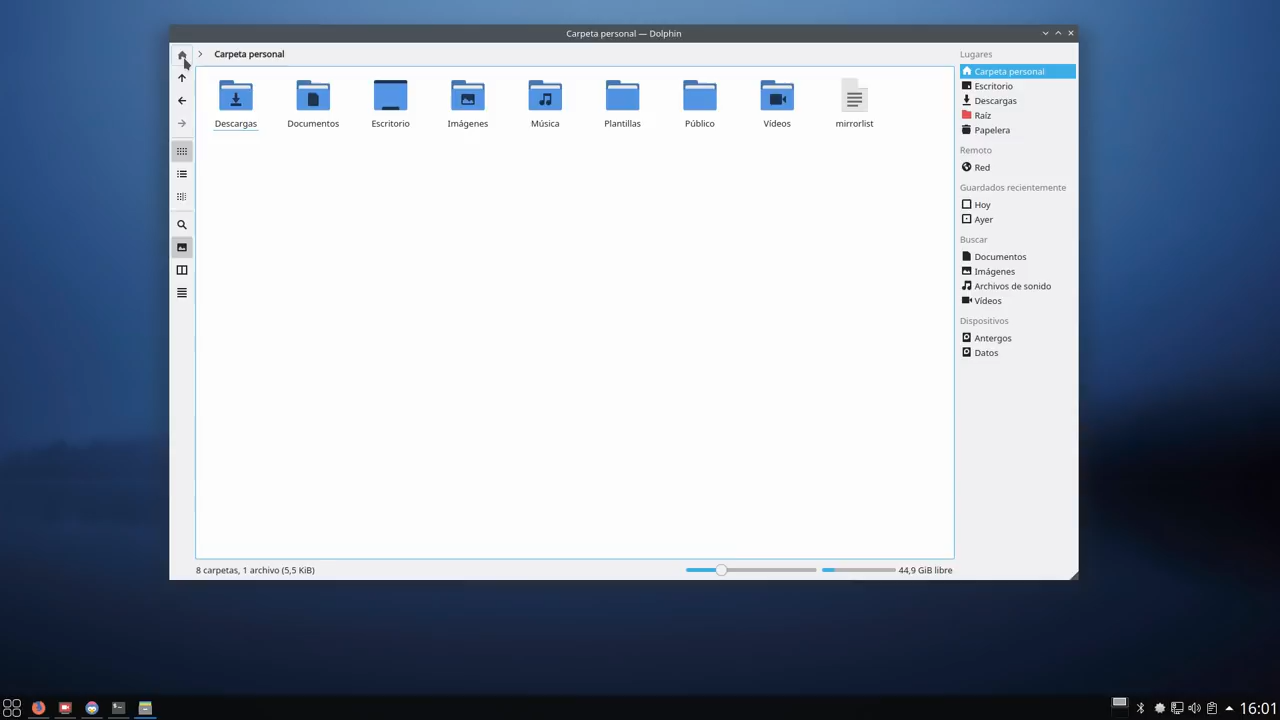 Carpeta personal — Dolphin
Carpeta personal
Descargas
Documentos
Escritorio
Imágenes
Música
Plantillas
Público
Vídeos
mirrorlist
8 carpetas, 1 archivo (5,5 KiB)
44,9 GiB libre
Lugares
Carpeta personal
Escritorio
Descargas
Raíz
Papelera
Remoto
Red
Guardados recientemente
Hoy
Ayer
Buscar
Documentos
Imágenes
Archivos de sonido
Vídeos
Dispositivos
Antergos
Datos
16:01